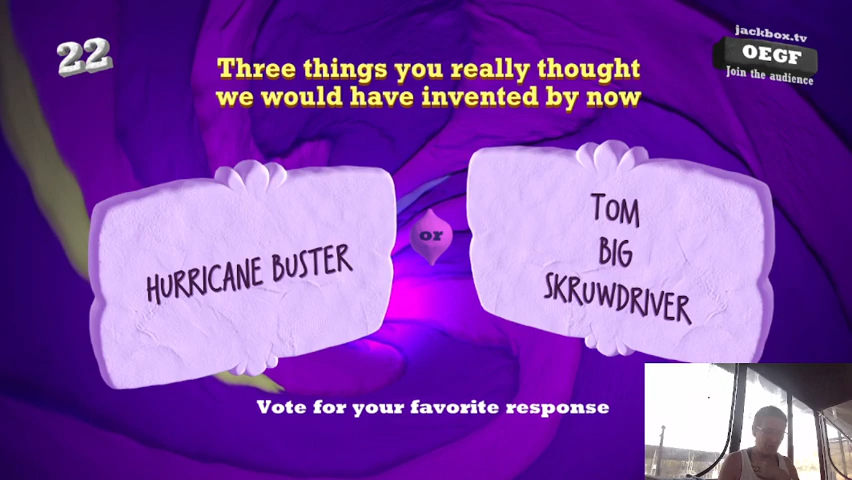 22
jackbox.tv
OEGF
Join the audience
Three things you really thought
we would have invented by now
HURRICANE BUSTER
or
TOM
BIG
SKRUWDRIVER
Vote for your favorite response